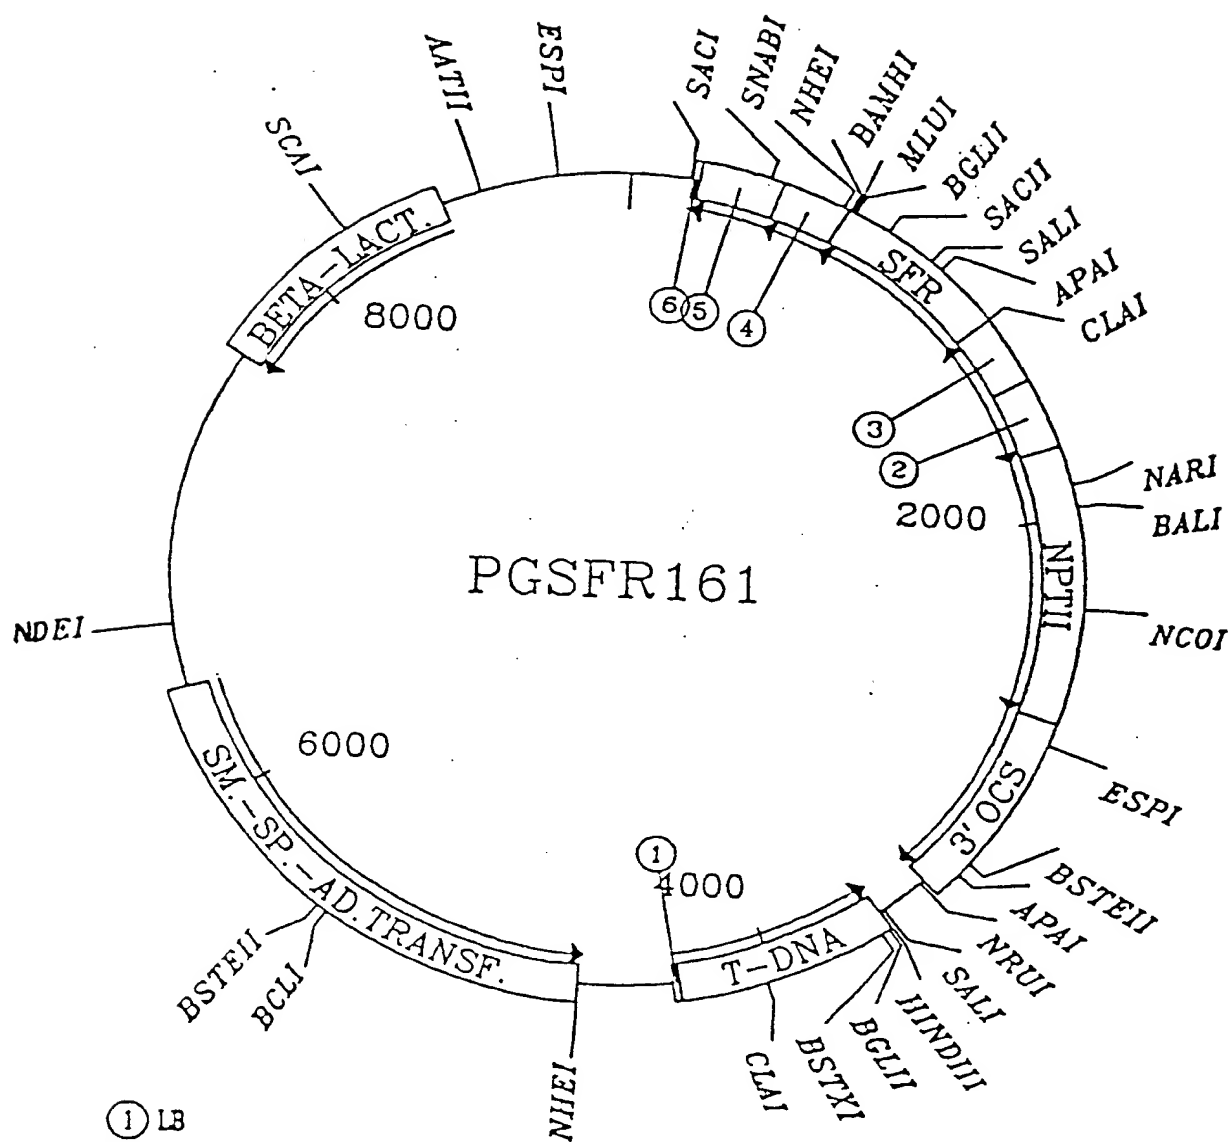 PGSFR161
SACI
SNABI
NHEI
BAMHI
MLUI
BGLII
SACII
SALI
APAI
CLAI
NARI
BALI
NCOI
ESPI
BSTEII
APAI
NRUI
SALI
HINDIII
BGLII
BSTXI
CLAI
NHEI
BCLI
BSTEII
NDEI
SCAI
AATII
ESPI
SFR
NPTII
3' OCS
T-DNA
SM.-SP.-AD.TRANSF.
BETA-LACT.
2000
4000
6000
8000
6
5
4
3
2
1
1 LB